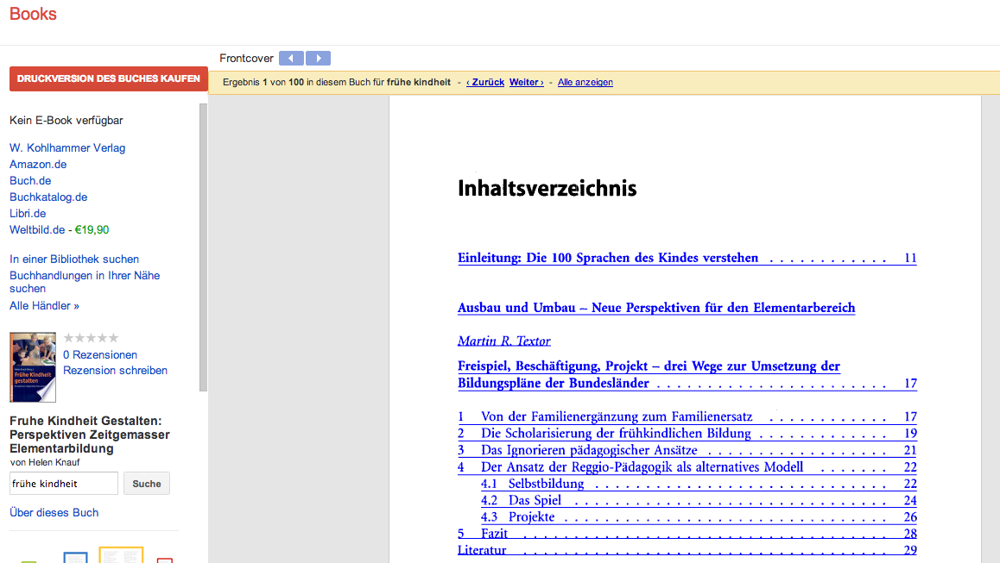 Books
Frontcover
DRUCKVERSION DES BUCHES KAUFEN
Ergebnis 1 von 100 in diesem Buch für frühe kindheit - ‹ Zurück Weiter › - Alle anzeigen
Kein E-Book verfügbar
W. Kohlhammer Verlag
Amazon.de
Buch.de
Buchkatalog.de
Libri.de
Weltbild.de - €19,90
In einer Bibliothek suchen
Buchhandlungen in Ihrer Nähe
suchen
Alle Händler »
Frühe Kindheit
gestalten
0 Rezensionen
Rezension schreiben
Fruhe Kindheit Gestalten:
Perspektiven Zeitgemasser
Elementarbildung
von Helen Knauf
frühe kindheit Suche
Über dieses Buch
Inhaltsverzeichnis
Einleitung: Die 100 Sprachen des Kindes verstehen . . . . . . . . . . . . 11
Ausbau und Umbau – Neue Perspektiven für den Elementarbereich
Martin R. Textor
Freispiel, Beschäftigung, Projekt – drei Wege zur Umsetzung der
Bildungspläne der Bundesländer . . . . . . . . . . . . . . . . . . . . . . . 17
1 Von der Familienergänzung zum Familienersatz . . . . . . . . . . . . 17
2 Die Scholarisierung der frühkindlichen Bildung . . . . . . . . . . . . . 19
3 Das Ignorieren pädagogischer Ansätze . . . . . . . . . . . . . . . . . . 21
4 Der Ansatz der Reggio-Pädagogik als alternatives Modell . . . . . . . 22
4.1 Selbstbildung . . . . . . . . . . . . . . . . . . . . . . . . . . . . . 22
4.2 Das Spiel . . . . . . . . . . . . . . . . . . . . . . . . . . . . . . . 24
4.3 Projekte . . . . . . . . . . . . . . . . . . . . . . . . . . . . . . . . 26
5 Fazit . . . . . . . . . . . . . . . . . . . . . . . . . . . . . . . . . . . . 28
Literatur . . . . . . . . . . . . . . . . . . . . . . . . . . . . . . . . . . . . 29